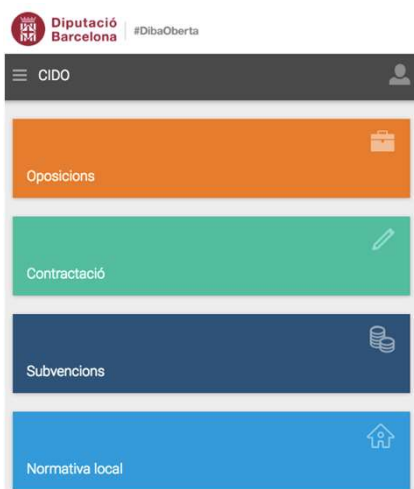 Diputació
Barcelona
#DibaOberta
CIDO
Oposicions
Contractació
Subvencions
Normativa local